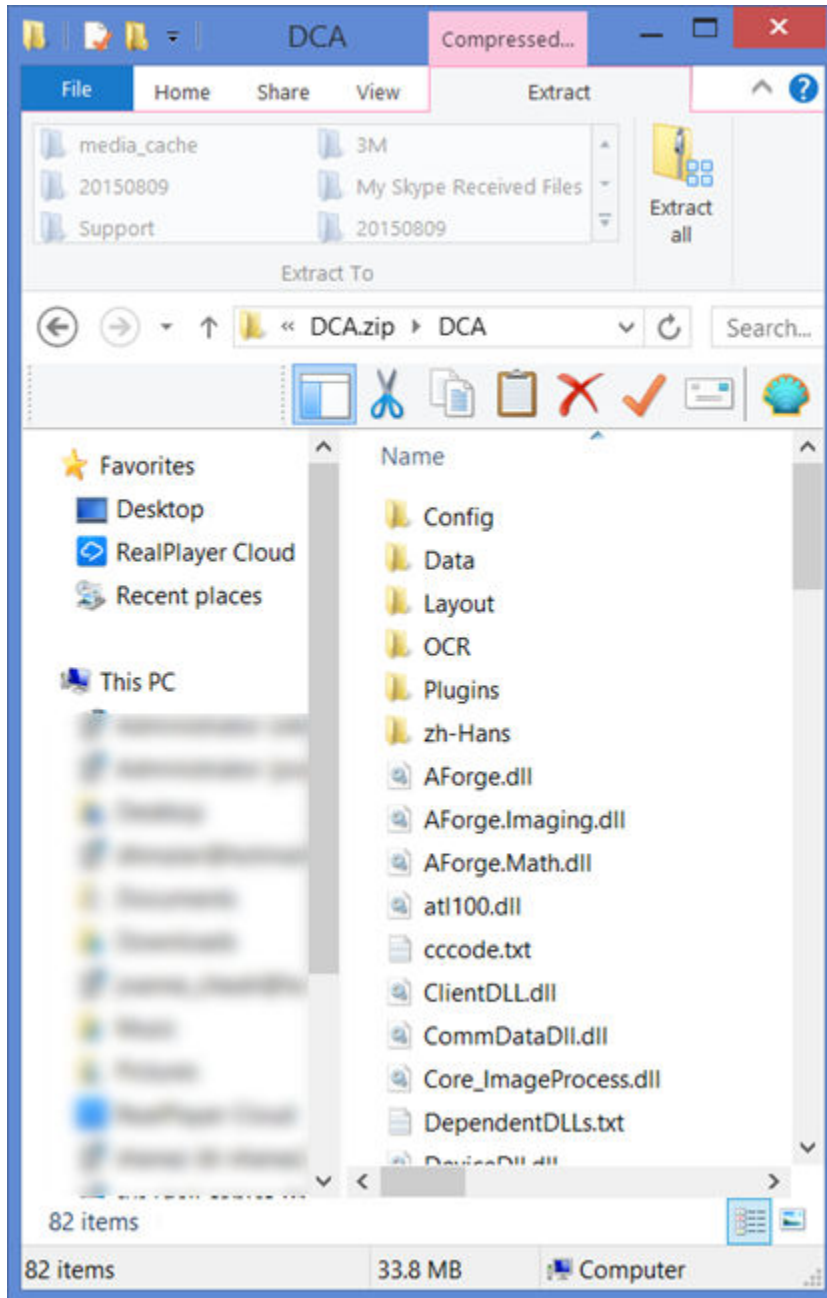 DCA
Compressed...
File
Home
Share
View
Extract
media_cache
3M
20150809
My Skype Received Files
Support
20150809
Extract To
Extract
all
« DCA.zip
DCA
Search...
Favorites
Desktop
RealPlayer Cloud
Recent places
This PC
Name
Config
Data
Layout
OCR
Plugins
zh-Hans
AForge.dll
AForge.Imaging.dll
AForge.Math.dll
atl100.dll
cccode.txt
ClientDLL.dll
CommDataDll.dll
Core_ImageProcess.dll
DependentDLLs.txt
DeviceDll.dll
82 items
82 items
33.8 MB
Computer